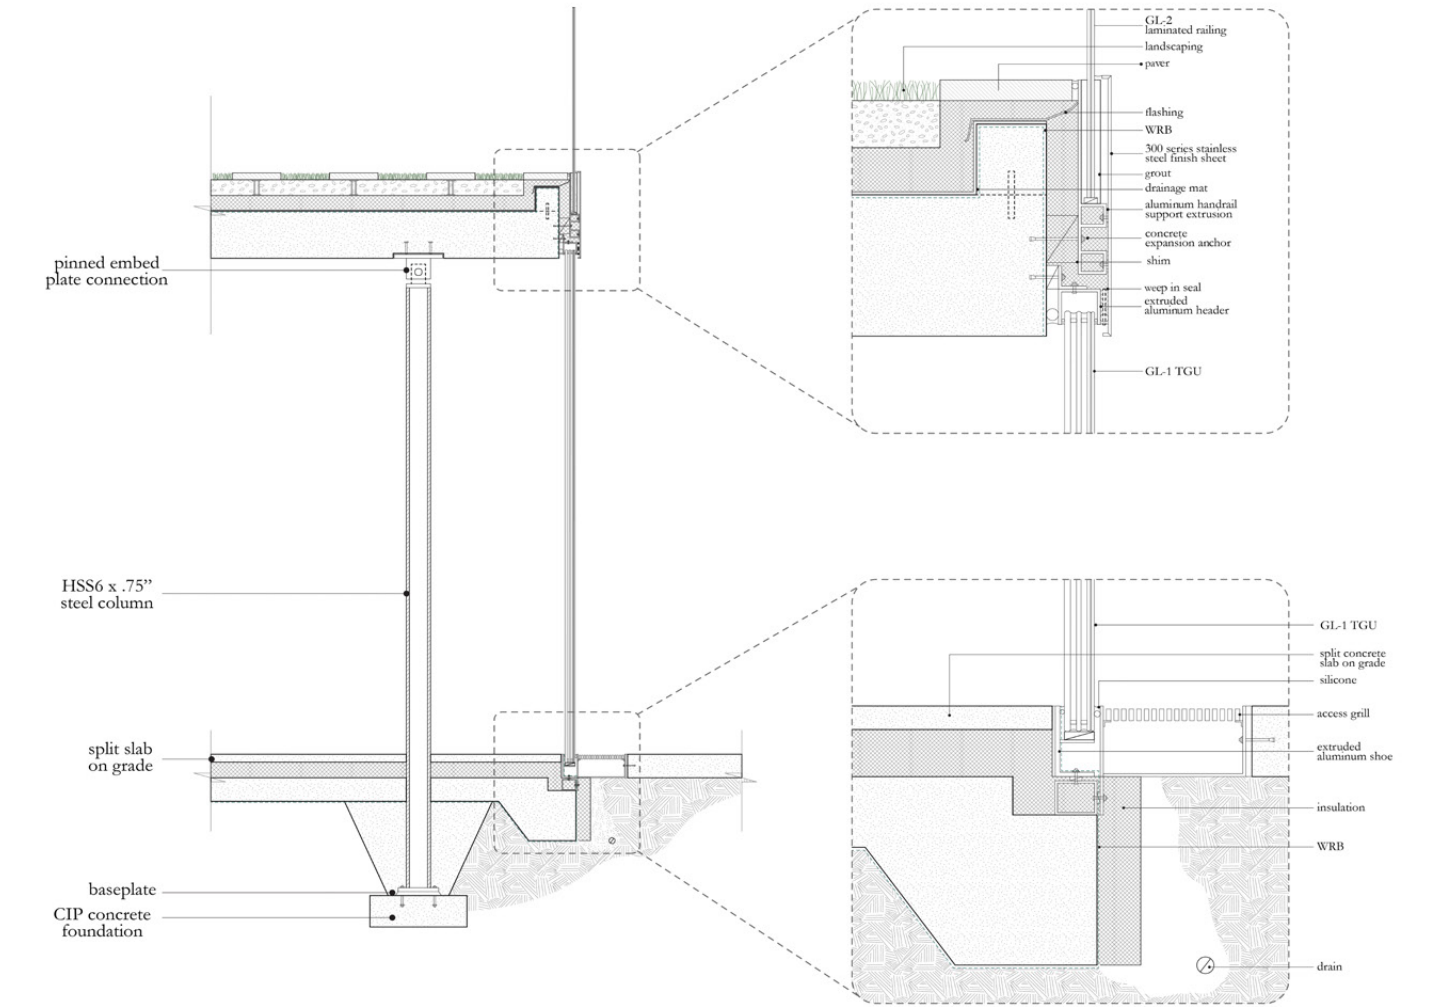 pinned embed
plate connection
HSS6 x .75”
steel column
split slab
on grade
baseplate
CIP concrete
foundation
GL-2
laminated railing
landscaping
paver
flashing
WRB
300 series stainless
steel finish sheet
grout
drainage mat
aluminum handrail
support extrusion
concrete
expansion anchor
shim
weep in seal
extruded
aluminum header
GL-1 TGU
GL-1 TGU
split concrete
slab on grade
silicone
access grill
extruded
aluminum shoe
insulation
WRB
drain